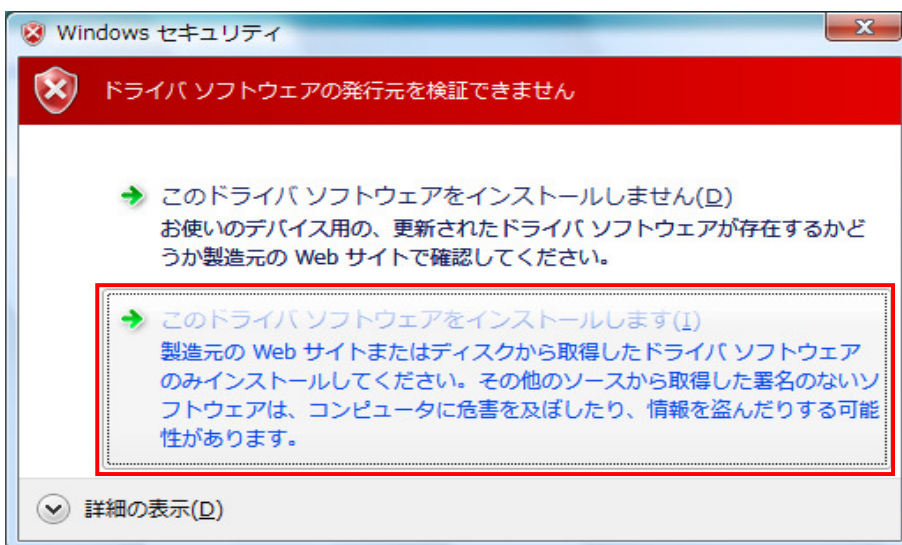 Windows セキュリティ
ドライバ ソフトウェアの発行元を検証できません
このドライバ ソフトウェアをインストールしません(D)
お使いのデバイス用の、更新されたドライバ ソフトウェアが存在するかど
うか製造元の Web サイトで確認してください。
このドライバ ソフトウェアをインストールします(I)
製造元の Web サイトまたはディスクから取得したドライバ ソフトウェア
のみインストールしてください。その他のソースから取得した署名のないソ
フトウェアは、コンピュータに危害を及ぼしたり、情報を盗んだりする可能
性があります。
詳細の表示(D)